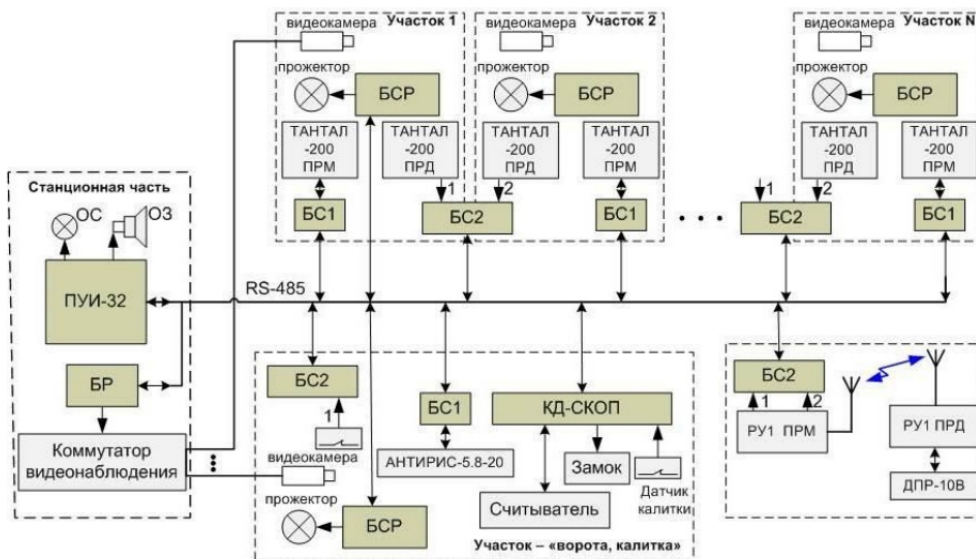 видеокамера
Участок 1
прожектор
БСР
ТАНТАЛ
-200
ПРМ
ТАНТАЛ
-200
ПРД
1
БС1
БС2
видеокамера
Участок 2
прожектор
БСР
ТАНТАЛ
-200
ПРД
2
ТАНТАЛ
-200
ПРМ
БС1
• • •
видеокамера
Участок N
прожектор
БСР
ТАНТАЛ
-200
ПРД
1
2
ТАНТАЛ
-200
ПРМ
БС2
БС1
Станционная часть
ОС
ОЗ
ПУИ-32
RS-485
БР
Коммутатор
видеонаблюдения
БС2
1
видеокамера
прожектор
БСР
БС1
АНТИРИС-5.8-20
КД-СКОП
Считыватель
Замок
Датчик
калитки
Участок – «ворота, калитка»
БС2
1
2
РУ1 ПРМ
РУ1 ПРД
ДПР-10В